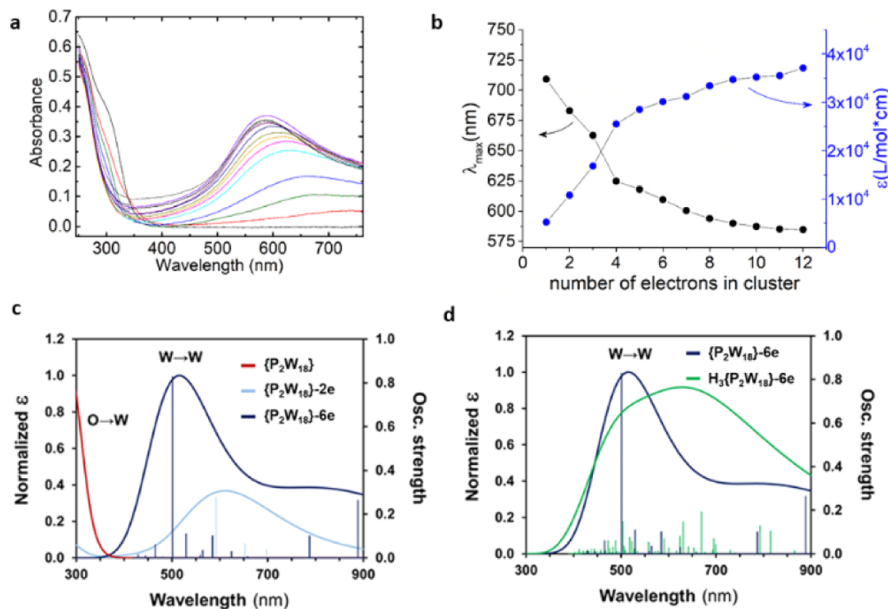 a
0.7
0.6
0.5
0.4
0.3
0.2
0.1
0.0
Absorbance
300 400 500 600 700
Wavelength (nm)
b
750
725
700
675
650
625
600
575
λmax(nm)
4x10⁴
3x10⁴
2x10⁴
1x10⁴
0
ε(L/mol*cm)
0 2 4 6 8 10 12
number of electrons in cluster
c
1.2
1.0
0.8
0.6
0.4
0.2
0.0
Normalized ε
O→W
W→W
{P₂W₁₈}
{P₂W₁₈}-2e
{P₂W₁₈}-6e
1.0
0.8
0.6
0.4
0.2
0.0
Osc. strength
300 500 700 900
Wavelength (nm)
d
1.2
1.0
0.8
0.6
0.4
0.2
0.0
Normalized ε
W→W
{P₂W₁₈}-6e
H₃{P₂W₁₈}-6e
1.0
0.8
0.6
0.4
0.2
0.0
Osc. strength
300 500 700 900
Wavelength (nm)